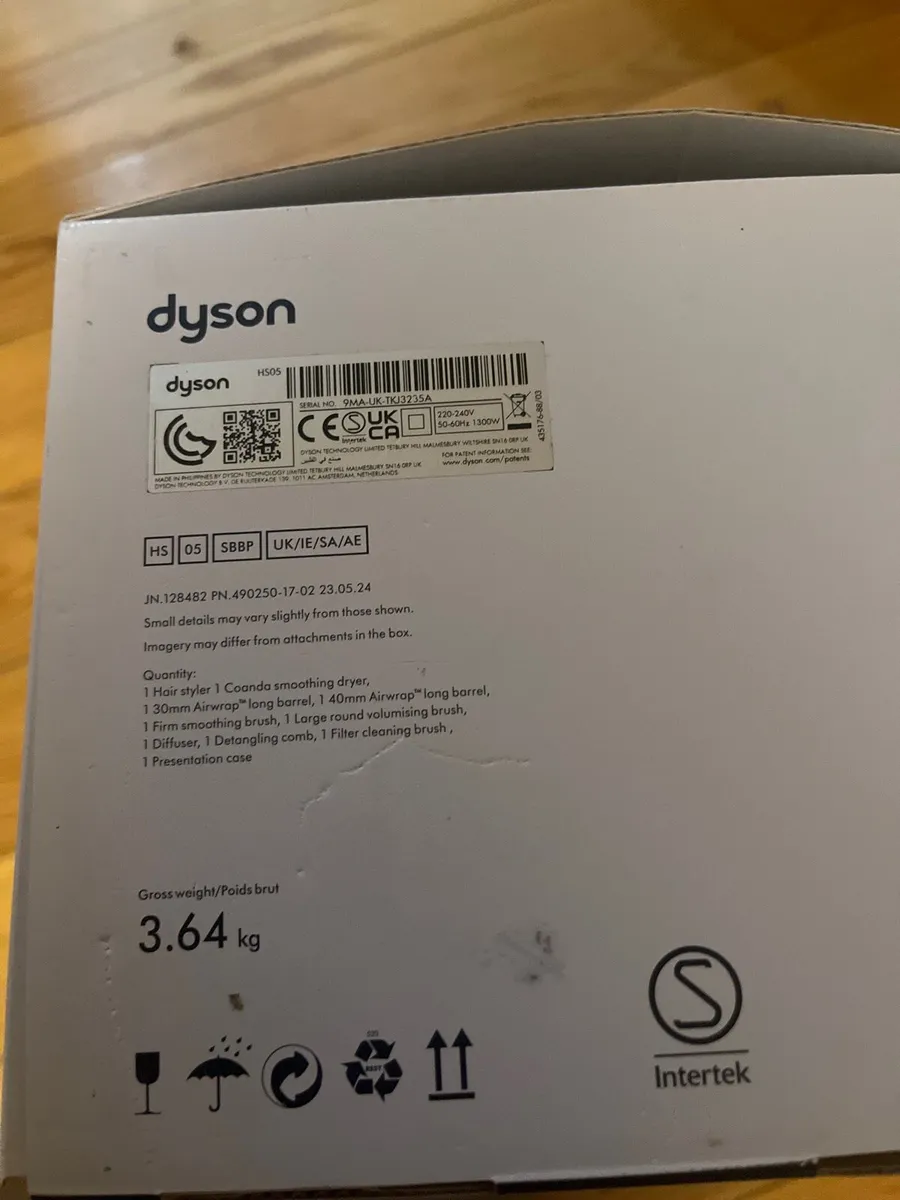 dyson
dyson
HS05
SERIAL NO. 9MA-UK-TKJ3235A
CE
S
Intertek
UK
CA
220-240V
50-60Hz 1300W
435176-88/03
DYSON TECHNOLOGY LIMITED TETBURY HILL MALMESBURY WILTSHIRE SN16 0RP UK
صنع في الفلبين
FOR PATENT INFORMATION SEE:
www.dyson.com/patents
MADE IN PHILIPPINES BY DYSON TECHNOLOGY LIMITED TETBURY HILL MALMESBURY SN16 0RP UK
DYSON TECHNOLOGY B.V. DE RUIJTERKADE 139, 1011 AC AMSTERDAM, NETHERLANDS
HS 05 SBBP UK/IE/SA/AE
JN.128482 PN.490250-17-02 23.05.24
Small details may vary slightly from those shown.
Imagery may differ from attachments in the box.
Quantity:
1 Hair styler 1 Coanda smoothing dryer,
1 30mm Airwrap™ long barrel, 1 40mm Airwrap™ long barrel,
1 Firm smoothing brush, 1 Large round volumising brush,
1 Diffuser, 1 Detangling comb, 1 Filter cleaning brush ,
1 Presentation case
Gross weight/Poids brut
3.64 kg
S
Intertek